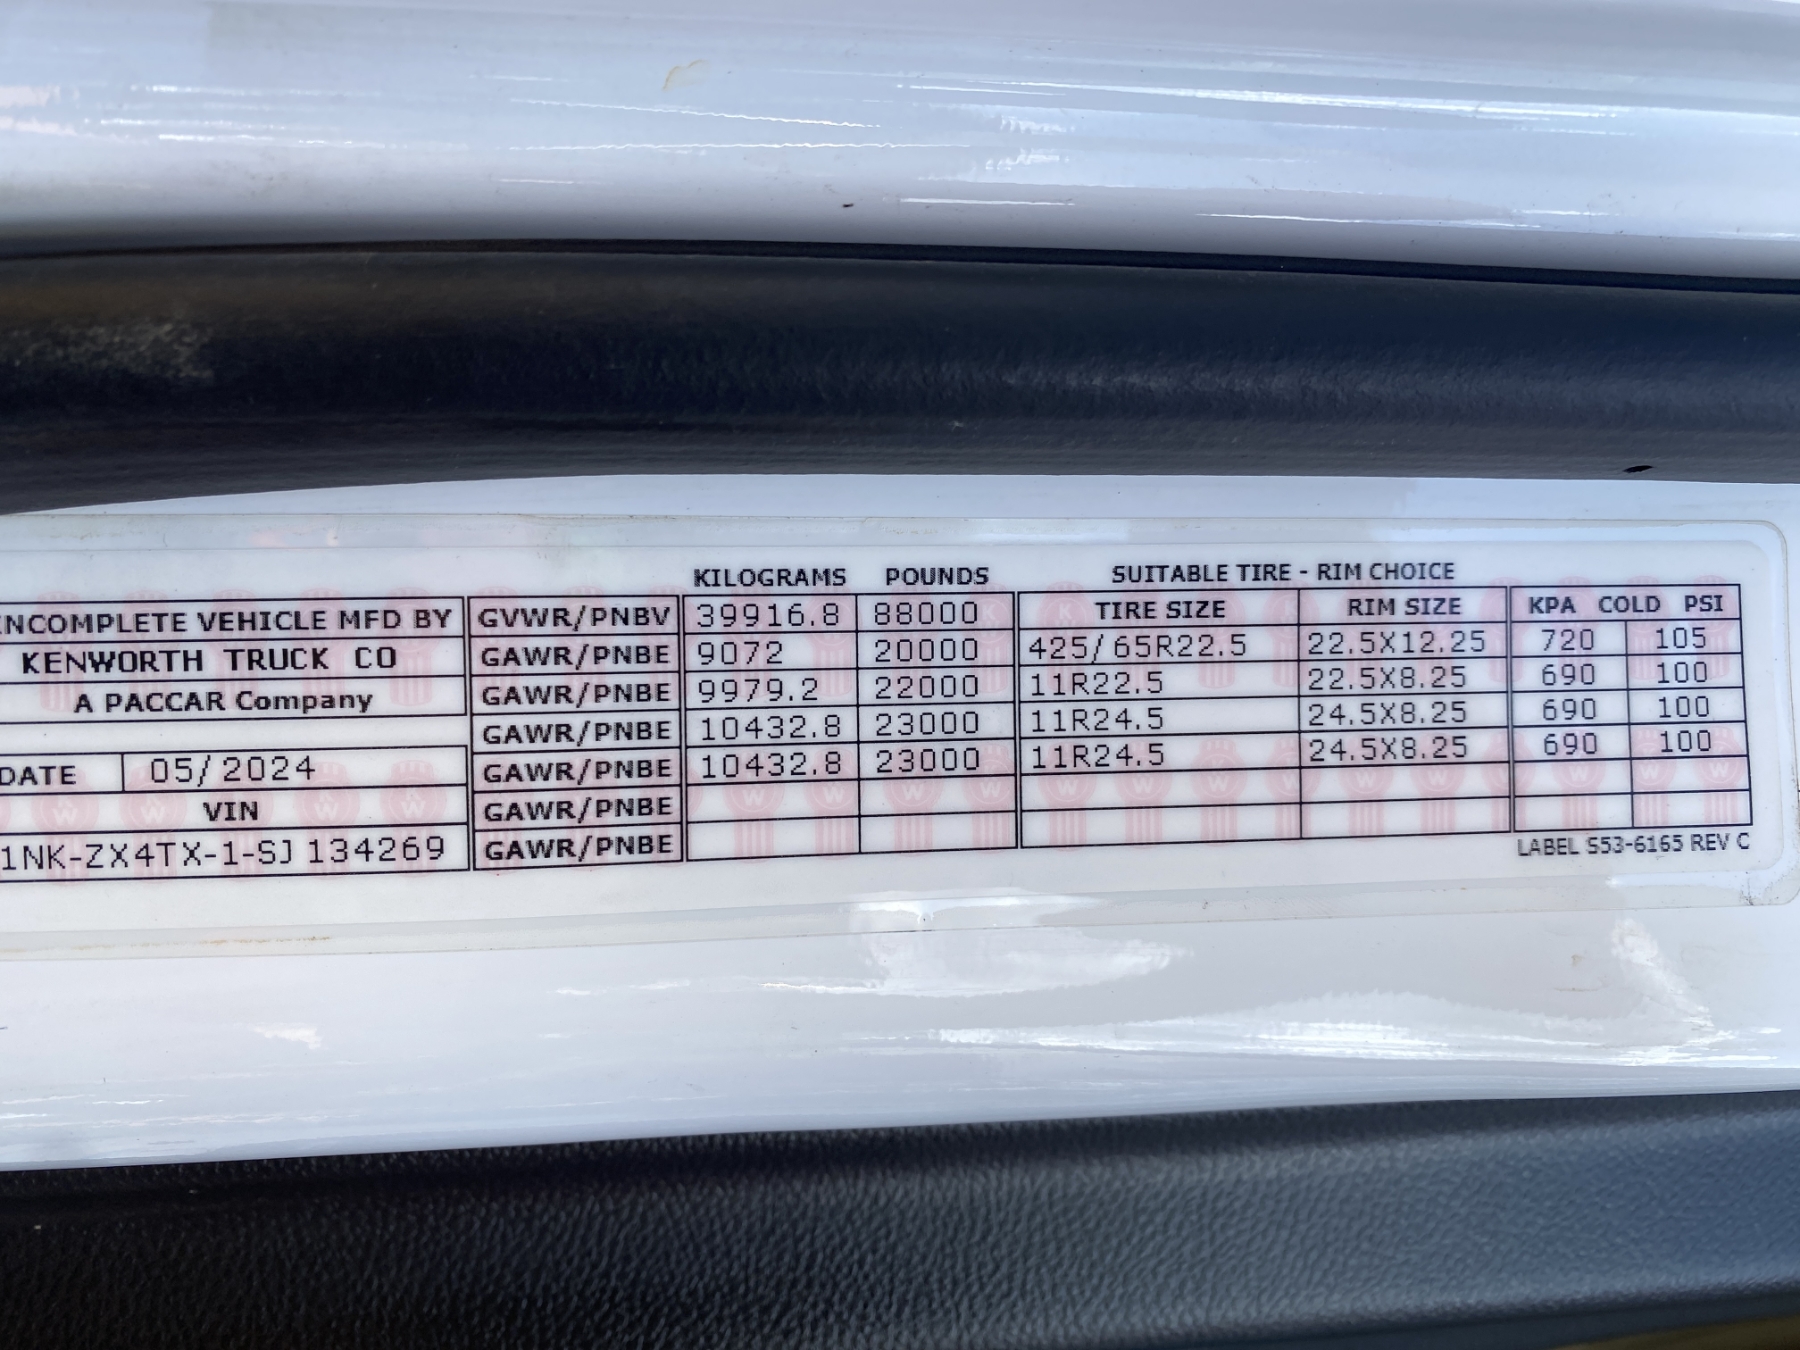 KILOGRAMS POUNDS SUITABLE TIRE - RIM CHOICE
INCOMPLETE VEHICLE MFD BY GVWR/PNBV 39916.8 88000 TIRE SIZE RIM SIZE KPA COLD PSI
KENWORTH TRUCK CO GAWR/PNBE 9072 20000 425/65R22.5 22.5X12.25 720 105
A PACCAR Company GAWR/PNBE 9979.2 22000 11R22.5 22.5X8.25 690 100
GAWR/PNBE 10432.8 23000 11R24.5 24.5X8.25 690 100
DATE 05/2024 GAWR/PNBE 10432.8 23000 11R24.5 24.5X8.25 690 100
VIN GAWR/PNBE
1NK-ZX4TX-1-SJ134269 GAWR/PNBE
LABEL S53-6165 REV C